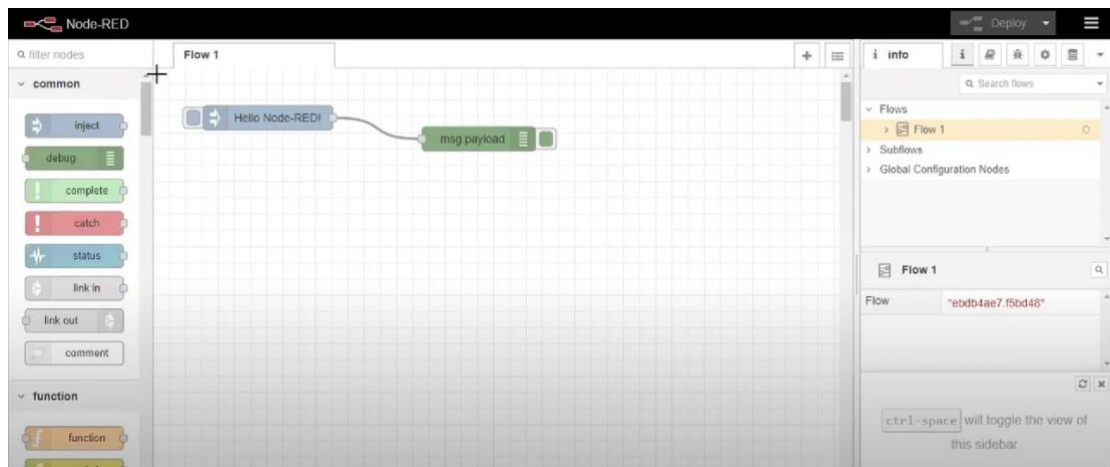 Node-RED
Deploy
filter nodes
Flow 1
info
i
common
Search flows
inject
Hello Node-RED!
Flows
Flow 1
debug
msg.payload
Subflows
Global Configuration Nodes
complete
catch
status
Flow 1
link in
Flow
"ebdb4ae7.f5bd48"
link out
comment
function
ctrl-space will toggle the view of
this sidebar
function